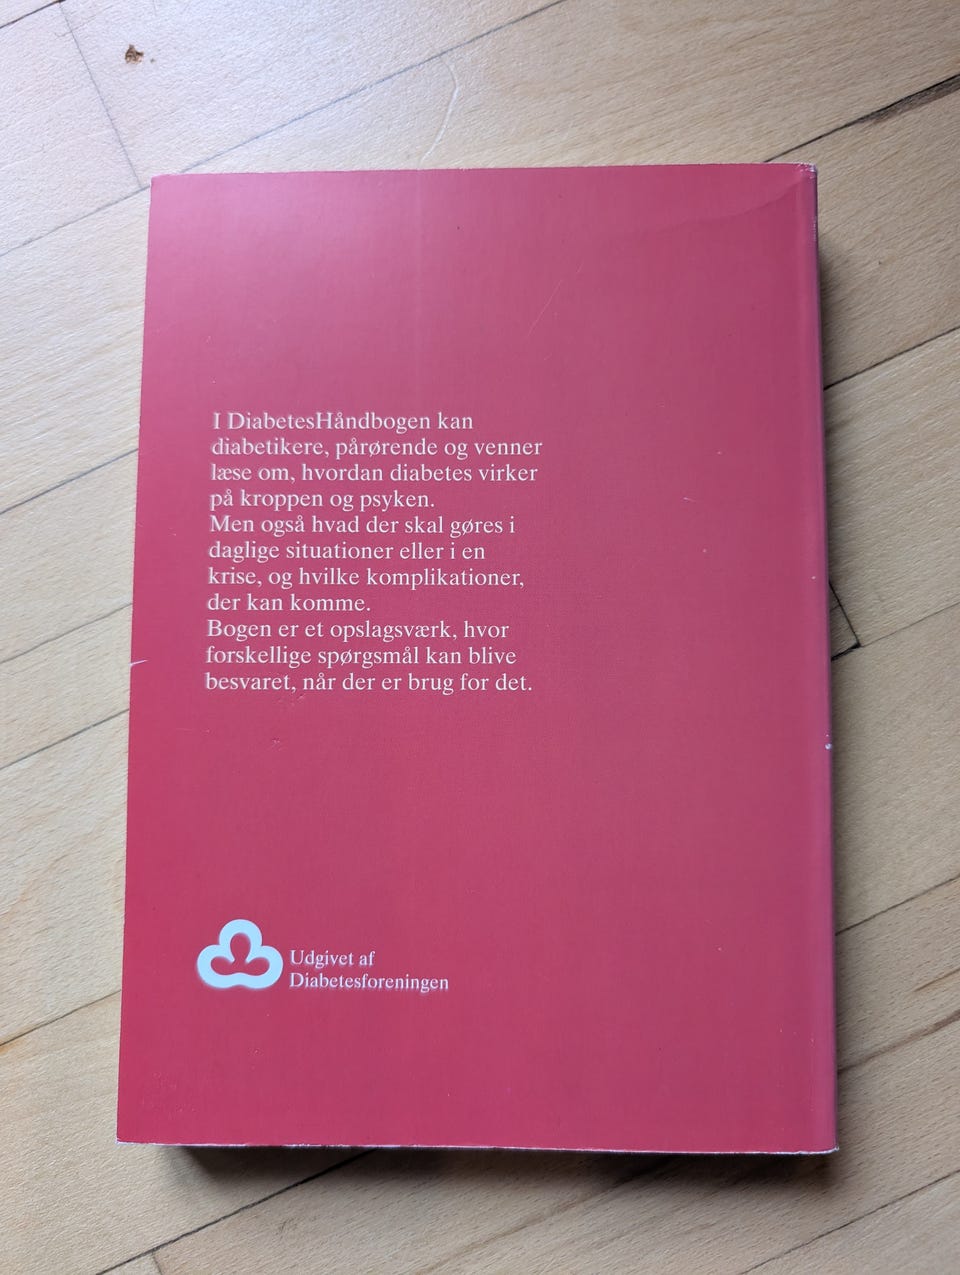 I DiabetesHåndbogen kan
diabetikere, pårørende og venner
læse om, hvordan diabetes virker
på kroppen og psyken.
Men også hvad der skal gøres i
daglige situationer eller i en
krise, og hvilke komplikationer,
der kan komme.
Bogen er et opslagsværk, hvor
forskellige spørgsmål kan blive
besvaret, når der er brug for det.
Udgivet af
Diabetesforeningen